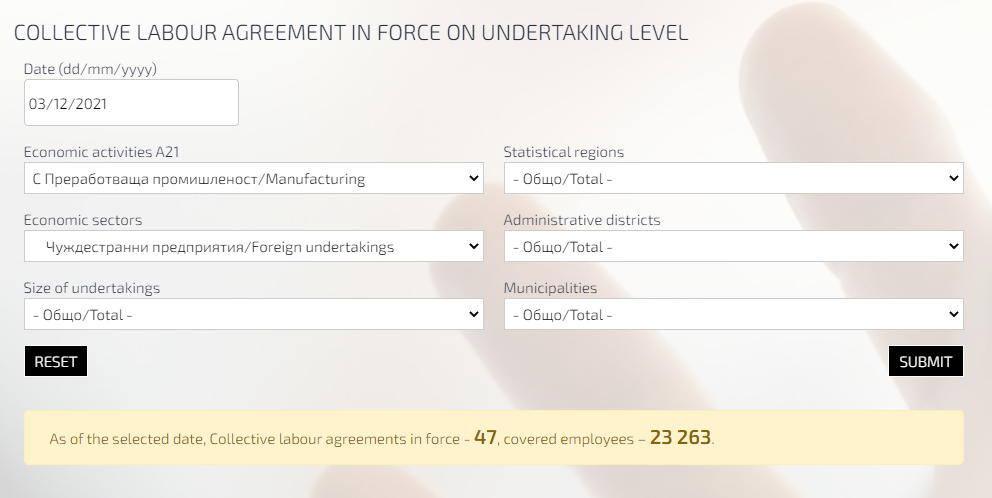 COLLECTIVE LABOUR AGREEMENT IN FORCE ON UNDERTAKING LEVEL
Date (dd/mm/yyyy)
03/12/2021
Economic activities A21
Statistical regions
C Преработваща промишленост/Manufacturing
- Общо/Total -
Economic sectors
Administrative districts
Чуждестранни предприятия/Foreign undertakings
- Общо/Total -
Size of undertakings
Municipalities
- Общо/Total -
- Общо/Total -
RESET
SUBMIT
As of the selected date, Collective labour agreements in force - 47, covered employees – 23 263.